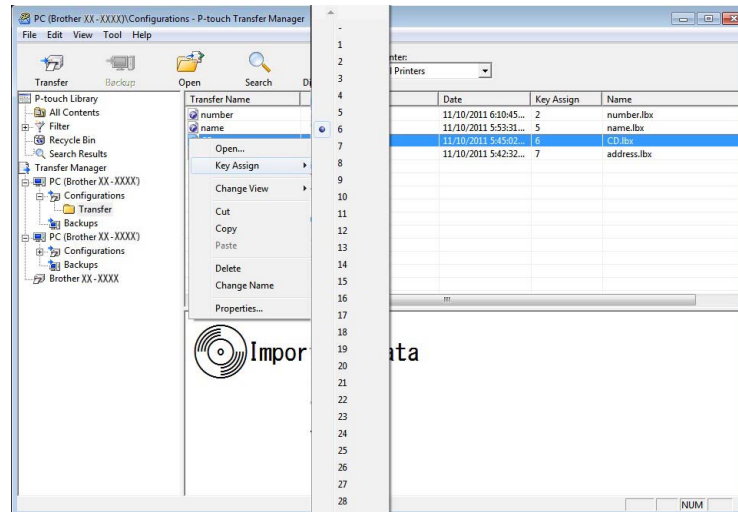 PC (Brother XX-XXXX)\Configurations - P-touch Transfer Manager
File Edit View Tool Help
Transfer Backup Open Search
Printers
Transfer Name Date Key Assign Name
number 11/10/2011 6:10:45... 2 number.lbx
name 11/10/2011 5:53:31... 5 name.lbx
11/10/2011 5:45:02... 6 CD.lbx
11/10/2011 5:42:32... 7 address.lbx
P-touch Library
All Contents
Filter
Recycle Bin
Search Results
Transfer Manager
PC (Brother XX-XXXX)
Configurations
Transfer
Backups
PC (Brother XX-XXXX)
Configurations
Backups
Brother XX-XXXX
Open...
Key Assign
Change View
Cut
Copy
Paste
Delete
Change Name
Properties...
-
1
2
3
4
5
6
7
8
9
10
11
12
13
14
15
16
17
18
19
20
21
22
23
24
25
26
27
28
Impor ata
NUM